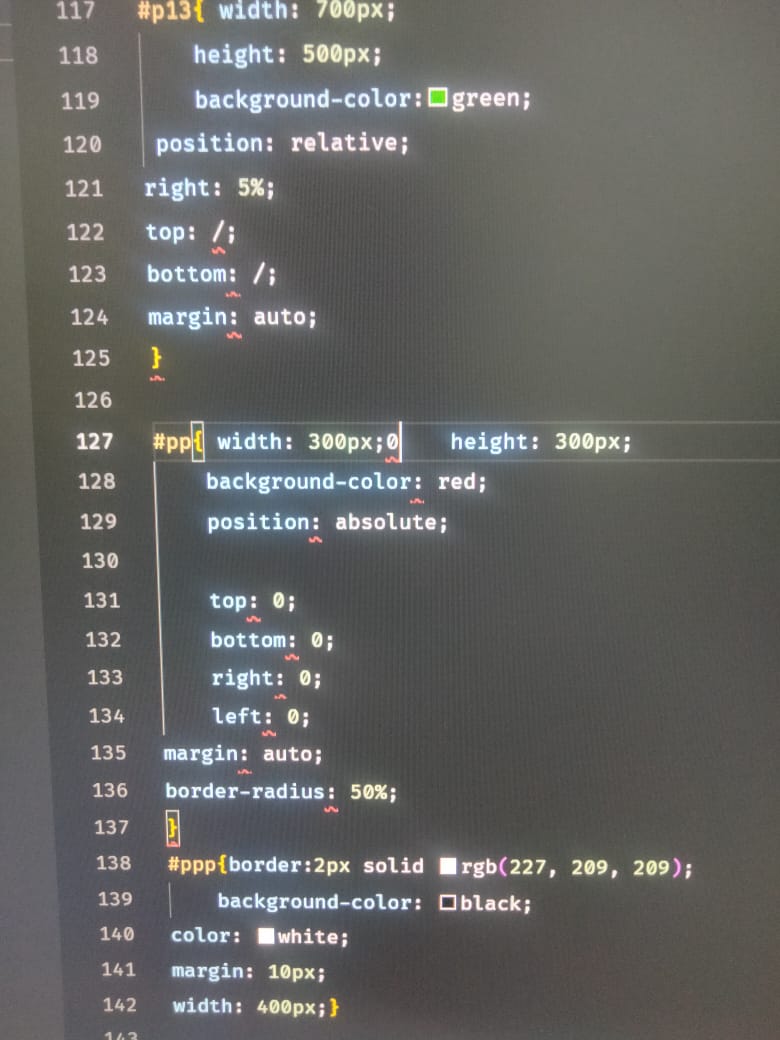 117 #p13{ width: 700px;
118 height: 500px;
119 background-color: green;
120 position: relative;
121 right: 5%;
122 top: /;
123 bottom: /;
124 margin: auto;
125 }
126
127 #pp{ width: 300px;0 height: 300px;
128 background-color: red;
129 position: absolute;
130
131 top: 0;
132 bottom: 0;
133 right: 0;
134 left: 0;
135 margin: auto;
136 border-radius: 50%;
137 }
138 #ppp{border:2px solid rgb(227, 209, 209);
139 background-color: black;
140 color: white;
141 margin: 10px;
142 width: 400px;}
143